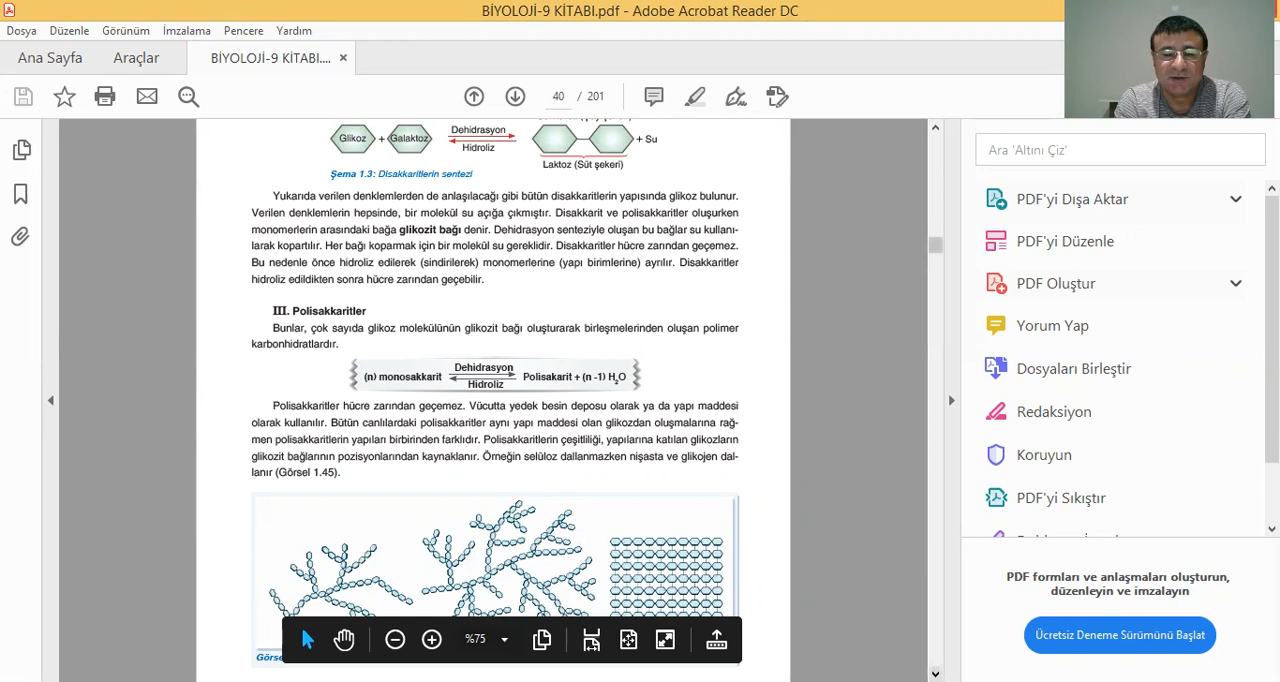 BİYOLOJİ-9 KİTABI.pdf - Adobe Acrobat Reader DC
Dosya Düzenle Görünüm İmzalama Pencere Yardım
Ana Sayfa Araçlar BİYOLOJİ-9 KİTABI.... ×
40 / 201
Glikoz + Galaktoz Dehidrasyon Hidroliz + Su
Laktoz (Süt şekeri)
Şema 1.3: Disakkaritlerin sentezi
Yukarıda verilen denklemlerden de anlaşılacağı gibi bütün disakkaritlerin yapısında glikoz bulunur.
Verilen denklemlerin hepsinde, bir molekül su açığa çıkmıştır. Disakkarit ve polisakkaritler oluşurken
monomerlerin arasındaki bağa glikozit bağı denir. Dehidrasyon senteziyle oluşan bu bağlar su kullanı-
larak kopartılır. Her bağı koparmak için bir molekül su gereklidir. Disakkaritler hücre zarından geçemez.
Bu nedenle önce hidroliz edilerek (sindirilerek) monomerlerine (yapı birimlerine) ayrılır. Disakkaritler
hidroliz edildikten sonra hücre zarından geçebilir.
III. Polisakkaritler
Bunlar, çok sayıda glikoz molekülünün glikozit bağı oluşturarak birleşmelerinden oluşan polimer
karbonhidratlardır.
(n) monosakkarit Dehidrasyon Hidroliz Polisakarit + (n -1) H₂O
Polisakkaritler hücre zarından geçemez. Vücutta yedek besin deposu olarak ya da yapı maddesi
olarak kullanılır. Bütün canlılardaki polisakkaritler aynı yapı maddesi olan glikozdan oluşmalarına rağ-
men polisakkaritlerin yapıları birbirinden farklıdır. Polisakkaritlerin çeşitliliği, yapılarına katılan glikozların
glikozit bağlarının pozisyonlarından kaynaklanır. Örneğin selüloz dallanmazken nişasta ve glikojen dal-
lanır (Görsel 1.45).
Görs
%75
Ara 'Altını Çiz'
PDF'yi Dışa Aktar
PDF'yi Düzenle
PDF Oluştur
Yorum Yap
Dosyaları Birleştir
Redaksiyon
Koruyun
PDF'yi Sıkıştır
PDF formları ve anlaşmaları oluşturun,
düzenleyin ve imzalayın
Ücretsiz Deneme Sürümünü Başlat